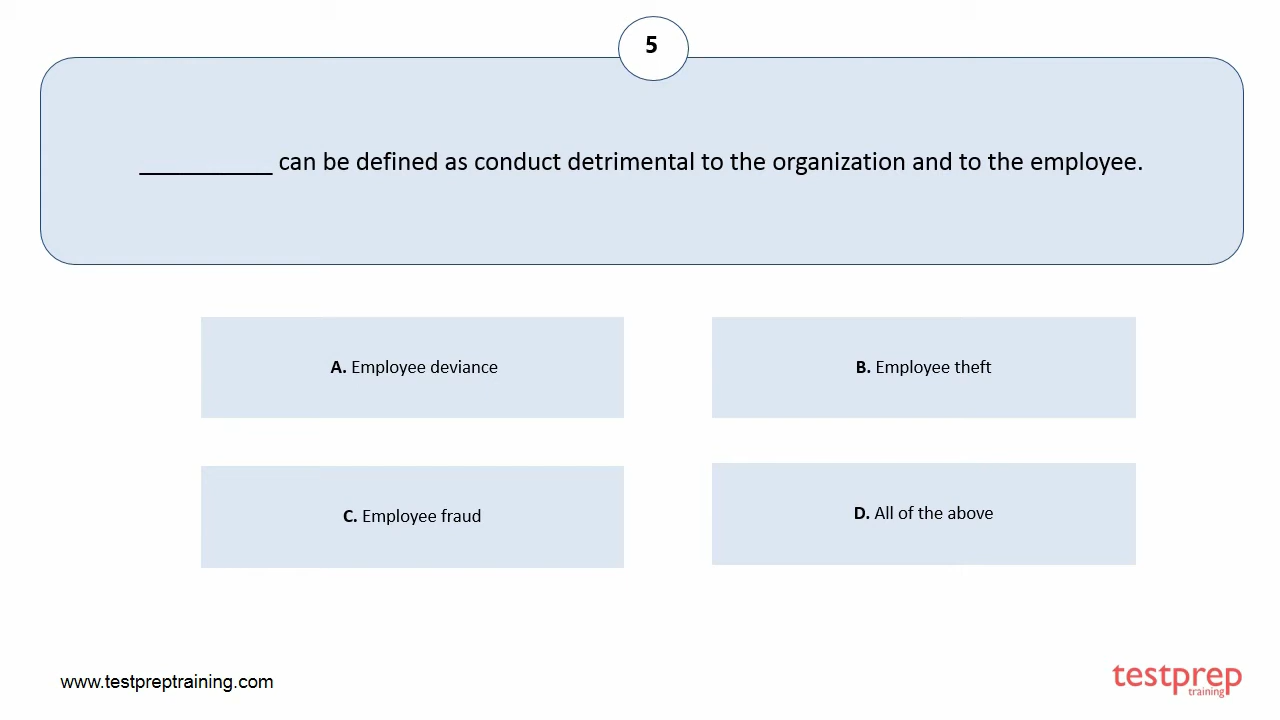 5
__________ can be defined as conduct detrimental to the organization and to the employee.
A. Employee deviance
B. Employee theft
C. Employee fraud
D. All of the above
www.testpreptraining.com
testprep
training